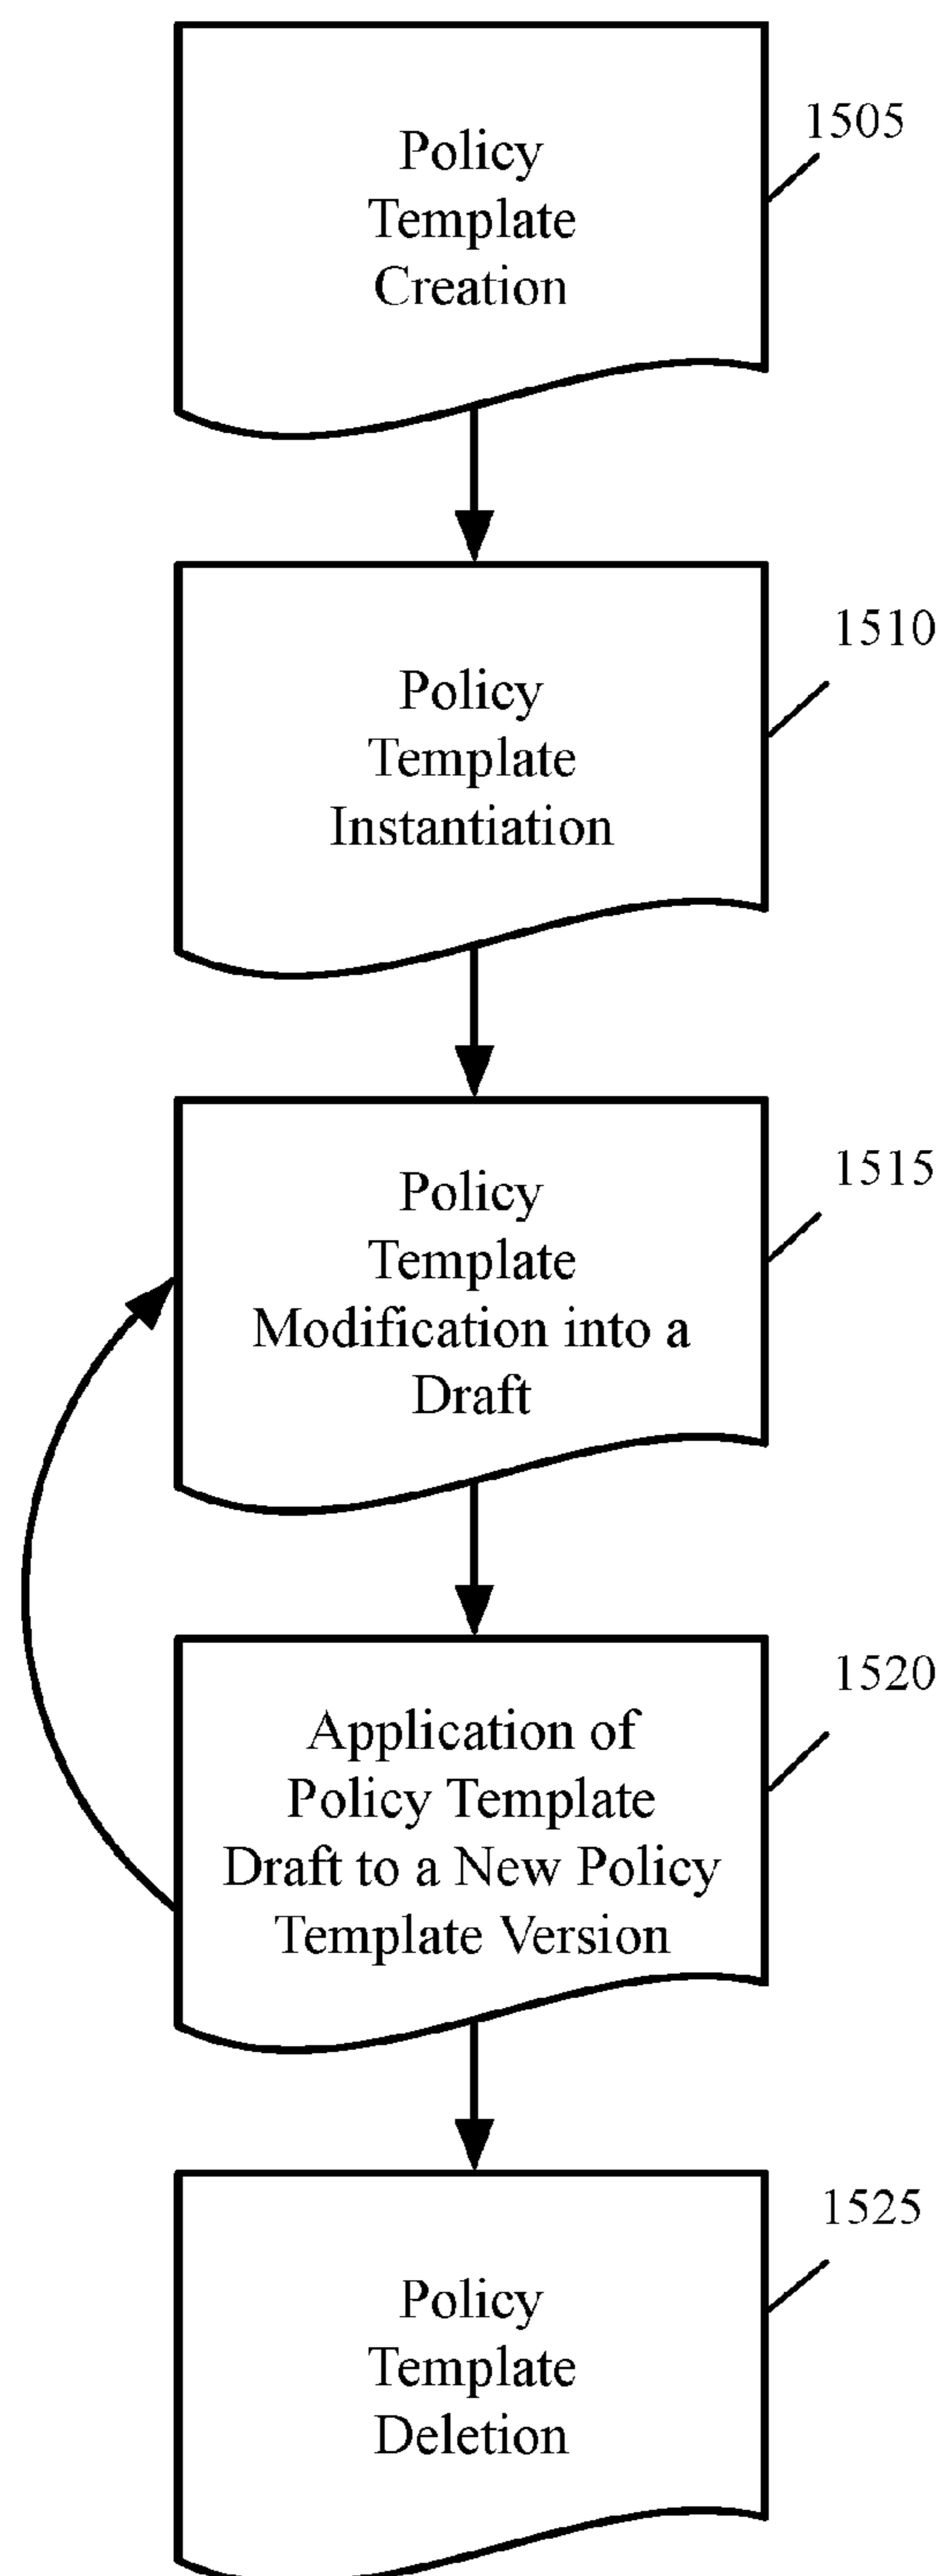 Policy
Template
Creation
1505
Policy
Template
Instantiation
1510
Policy
Template
Modification into a
Draft
1515
Application of
Policy Template
Draft to a New Policy
Template Version
1520
Policy
Template
Deletion
1525